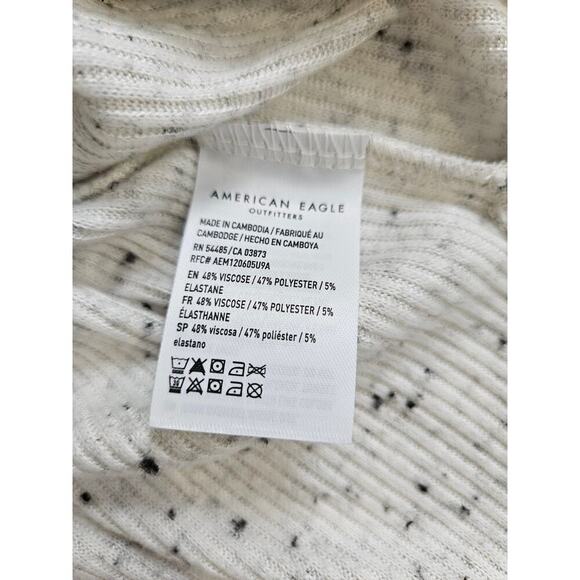 AMERICAN EAGLE
OUTFITTERS
MADE IN CAMBODIA / FABRIQUÉ AU
CAMBODGE / HECHO EN CAMBOYA
RN 54485/CA 03873
RFC# AEM120605U9A
EN 48% VISCOSE / 47% POLYESTER / 5%
ELASTANE
FR 48% VISCOSE / 47% POLYESTER / 5%
ÉLASTHANNE
SP 48% viscosa / 47% poliéster / 5%
elastano